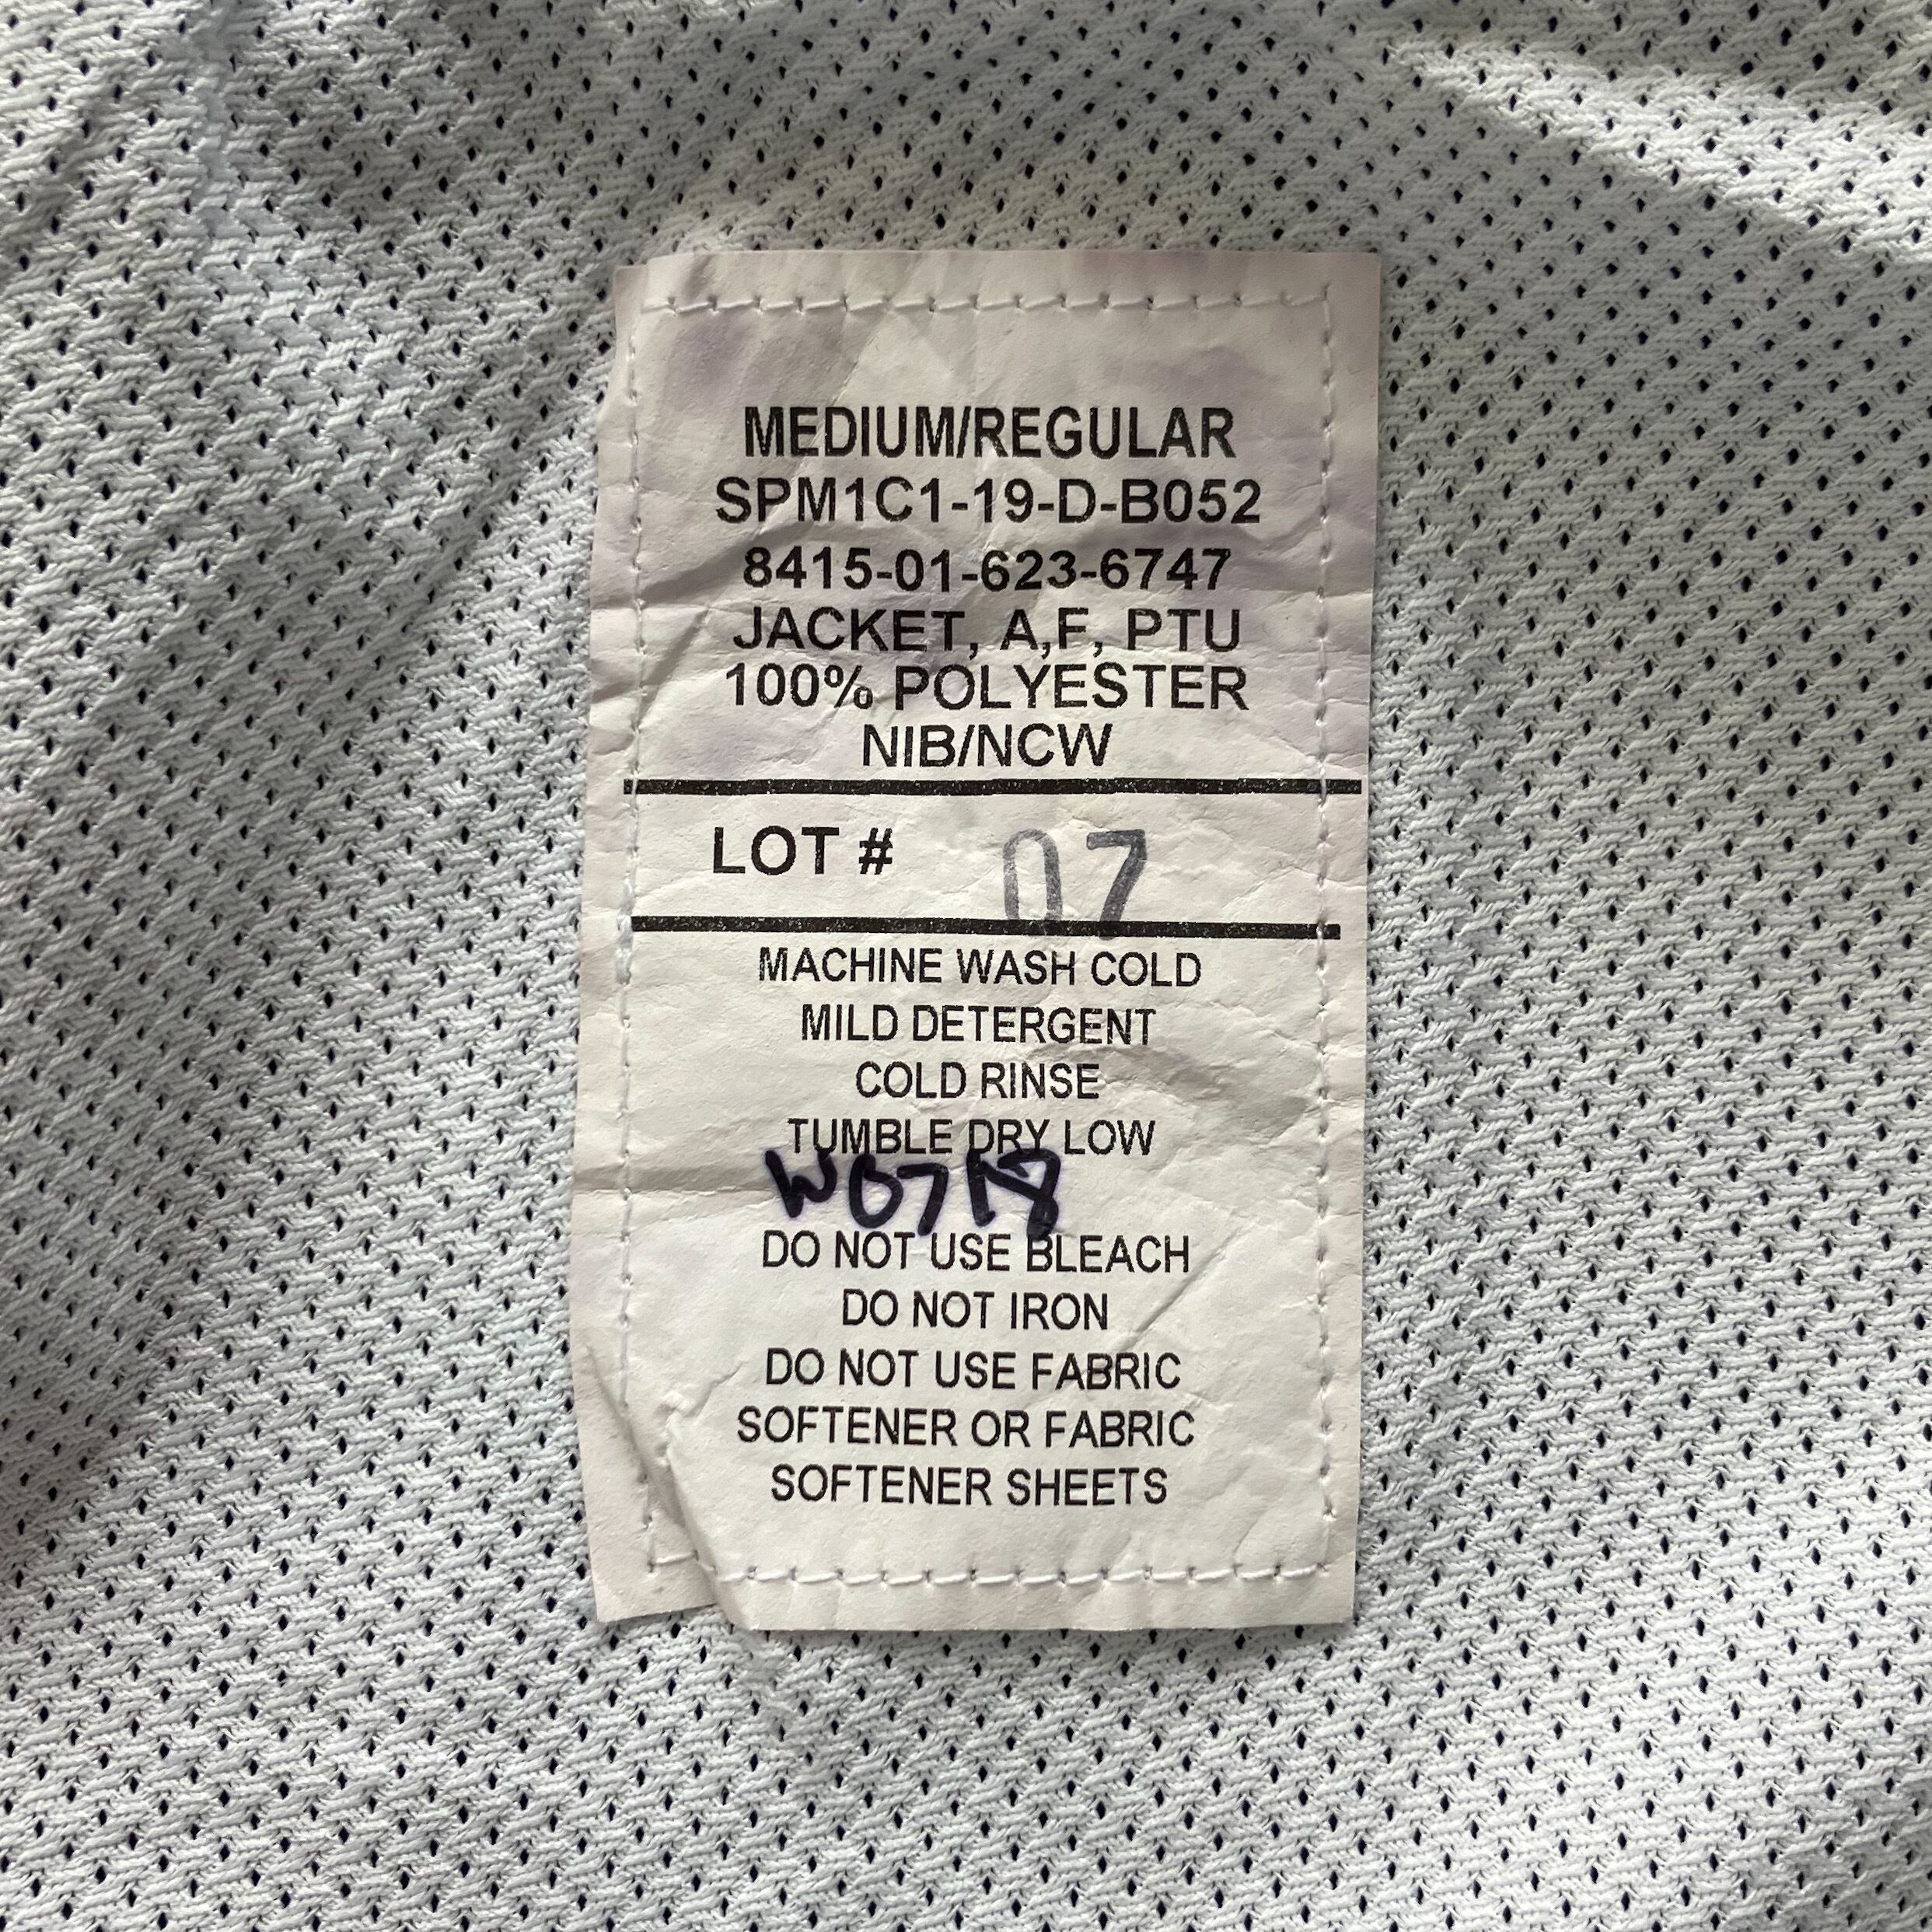 MEDIUM/REGULAR
SPM1C1-19-D-B052
8415-01-623-6747
JACKET, A,F, PTU
100% POLYESTER
NIB/NCW
LOT # 07
MACHINE WASH COLD
MILD DETERGENT
COLD RINSE
TUMBLE DRY LOW
W0718
DO NOT USE BLEACH
DO NOT IRON
DO NOT USE FABRIC
SOFTENER OR FABRIC
SOFTENER SHEETS